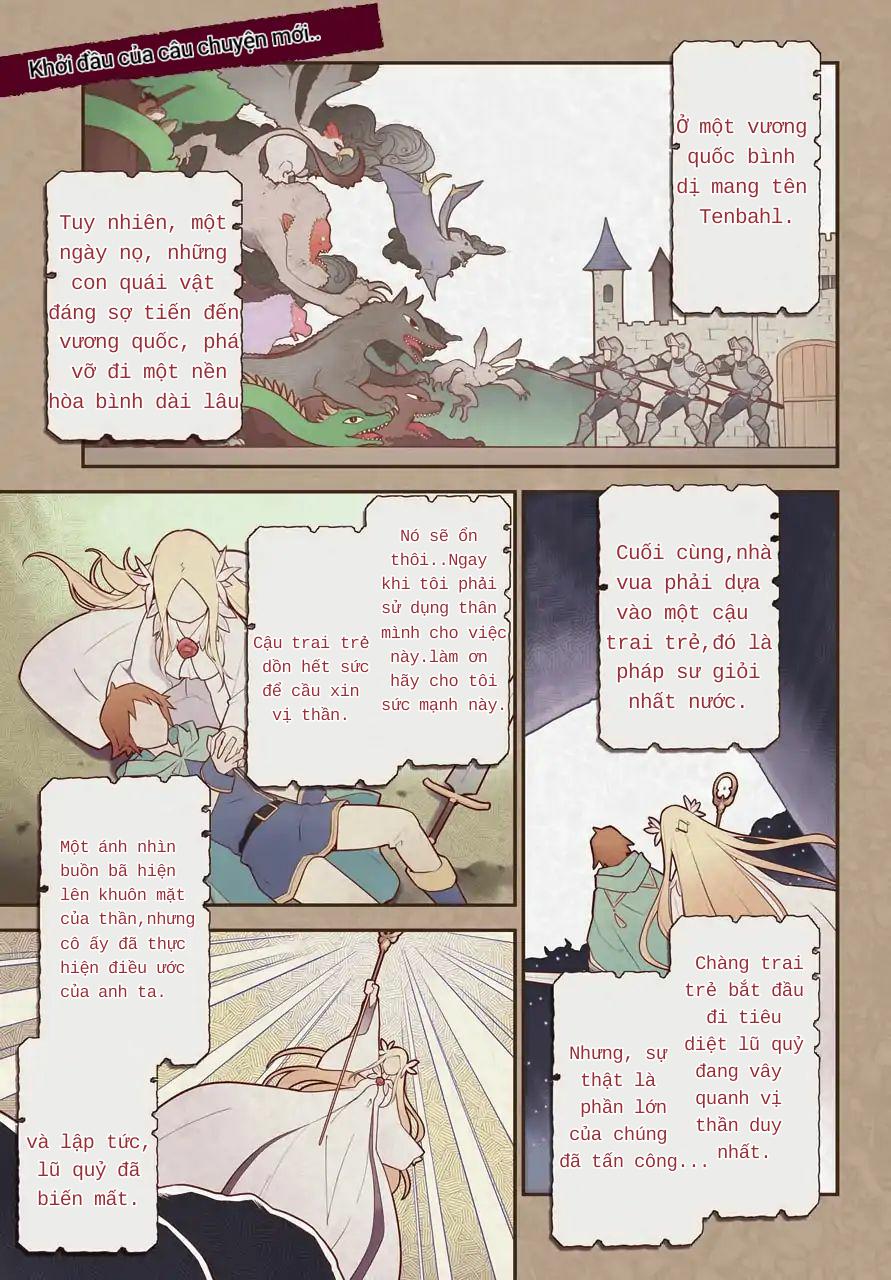 Khởi đầu của câu chuyện mới..
Ở một vương
quốc bình
dị mang tên
Tenbahl.
Tuy nhiên, một
ngày nọ, những
con quái vật
đáng sợ tiến đến
vương quốc, phá
vỡ đi một nền
hòa bình dài lâu
Cuối cùng,nhà
vua phải dựa
vào một cậu
trai trẻ,đó là
pháp sư giỏi
nhất nước.
Chàng trai
trẻ bắt đầu
đi tiêu
diệt lũ quỷ
đang vây
quanh vị
thần duy
nhất.
Nhưng, sự
thật là
phần lớn
của chúng
đã tấn công...
Nó sẽ ổn
thôi..Ngay
khi tôi phải
sử dụng thân
mình cho việc
này.làm ơn
hãy cho tôi
sức mạnh này.
Cậu trai trẻ
dồn hết sức
để cầu xin
vị thần.
Một ánh nhìn
buồn bã hiện
lên khuôn mặt
của thần,nhưng
cô ấy đã thực
hiện điều ước
của anh ta.
và lập tức,
lũ quỷ đã
biến mất.